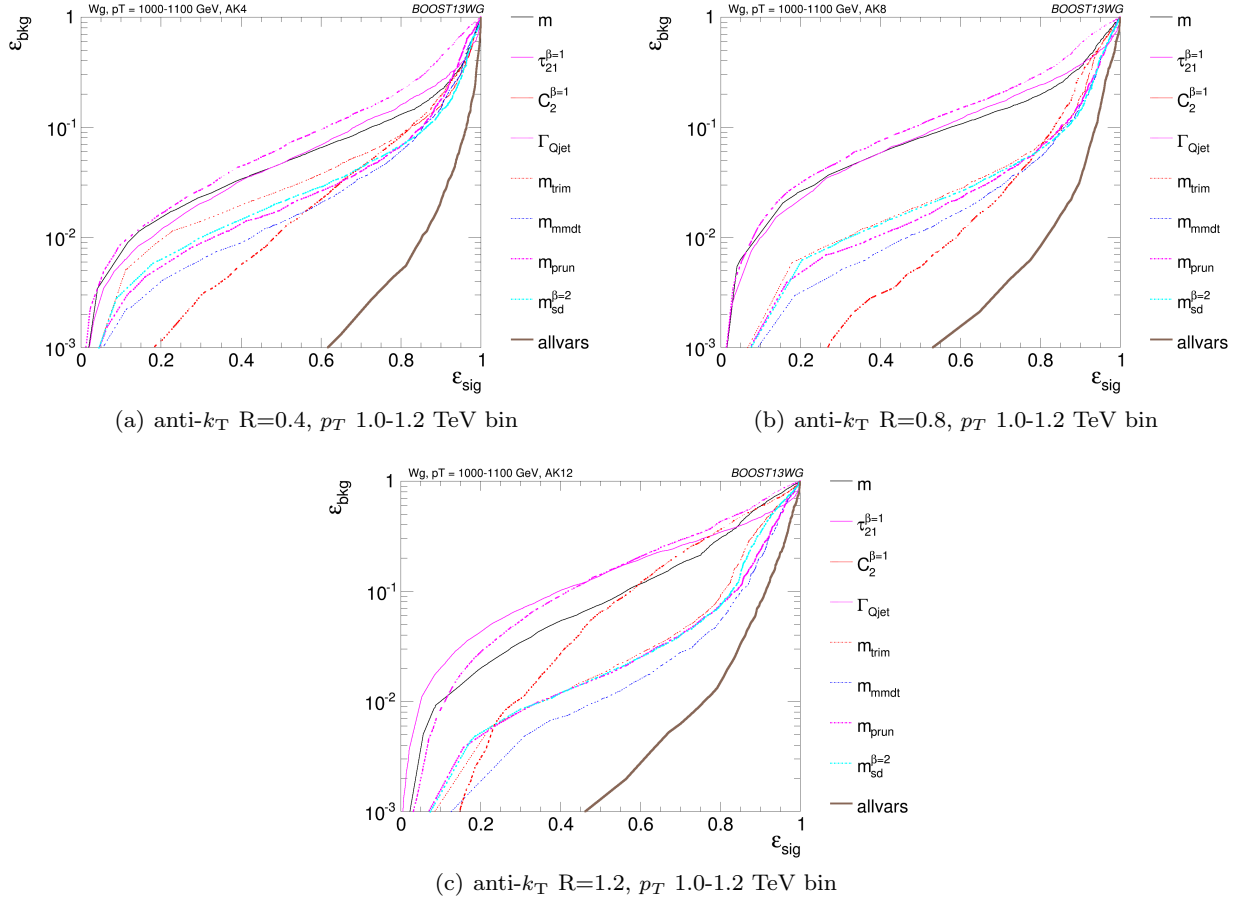 Wg, pT = 1000-1100 GeV, AK4 BOOST13WG
ε_bkg
1
10⁻¹
10⁻²
10⁻³
0 0.2 0.4 0.6 0.8 1
ε_sig
m
τ₂₁^β=1
C₂^β=1
Γ_Qjet
m_trim
m_mmdt
m_prun
m_sd^β=2
allvars
(a) anti-k_T R=0.4, p_T 1.0-1.2 TeV bin
Wg, pT = 1000-1100 GeV, AK8 BOOST13WG
ε_bkg
1
10⁻¹
10⁻²
10⁻³
0 0.2 0.4 0.6 0.8 1
ε_sig
m
τ₂₁^β=1
C₂^β=1
Γ_Qjet
m_trim
m_mmdt
m_prun
m_sd^β=2
allvars
(b) anti-k_T R=0.8, p_T 1.0-1.2 TeV bin
Wg, pT = 1000-1100 GeV, AK12 BOOST13WG
ε_bkg
1
10⁻¹
10⁻²
10⁻³
0 0.2 0.4 0.6 0.8 1
ε_sig
m
τ₂₁^β=1
C₂^β=1
Γ_Qjet
m_trim
m_mmdt
m_prun
m_sd^β=2
allvars
(c) anti-k_T R=1.2, p_T 1.0-1.2 TeV bin